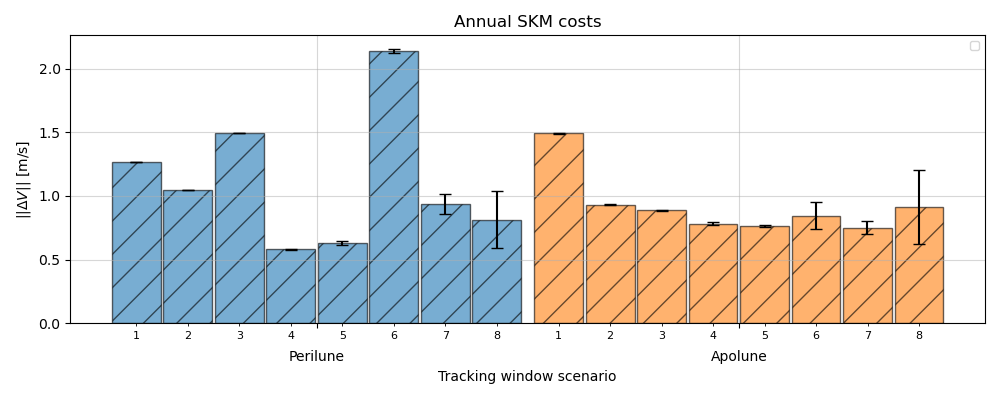 Annual SKM costs
||ΔV|| [m/s]
2.0
1.5
1.0
0.5
0.0
1 2 3 4 5 6 7 8 1 2 3 4 5 6 7 8
Perilune Apolune
Tracking window scenario